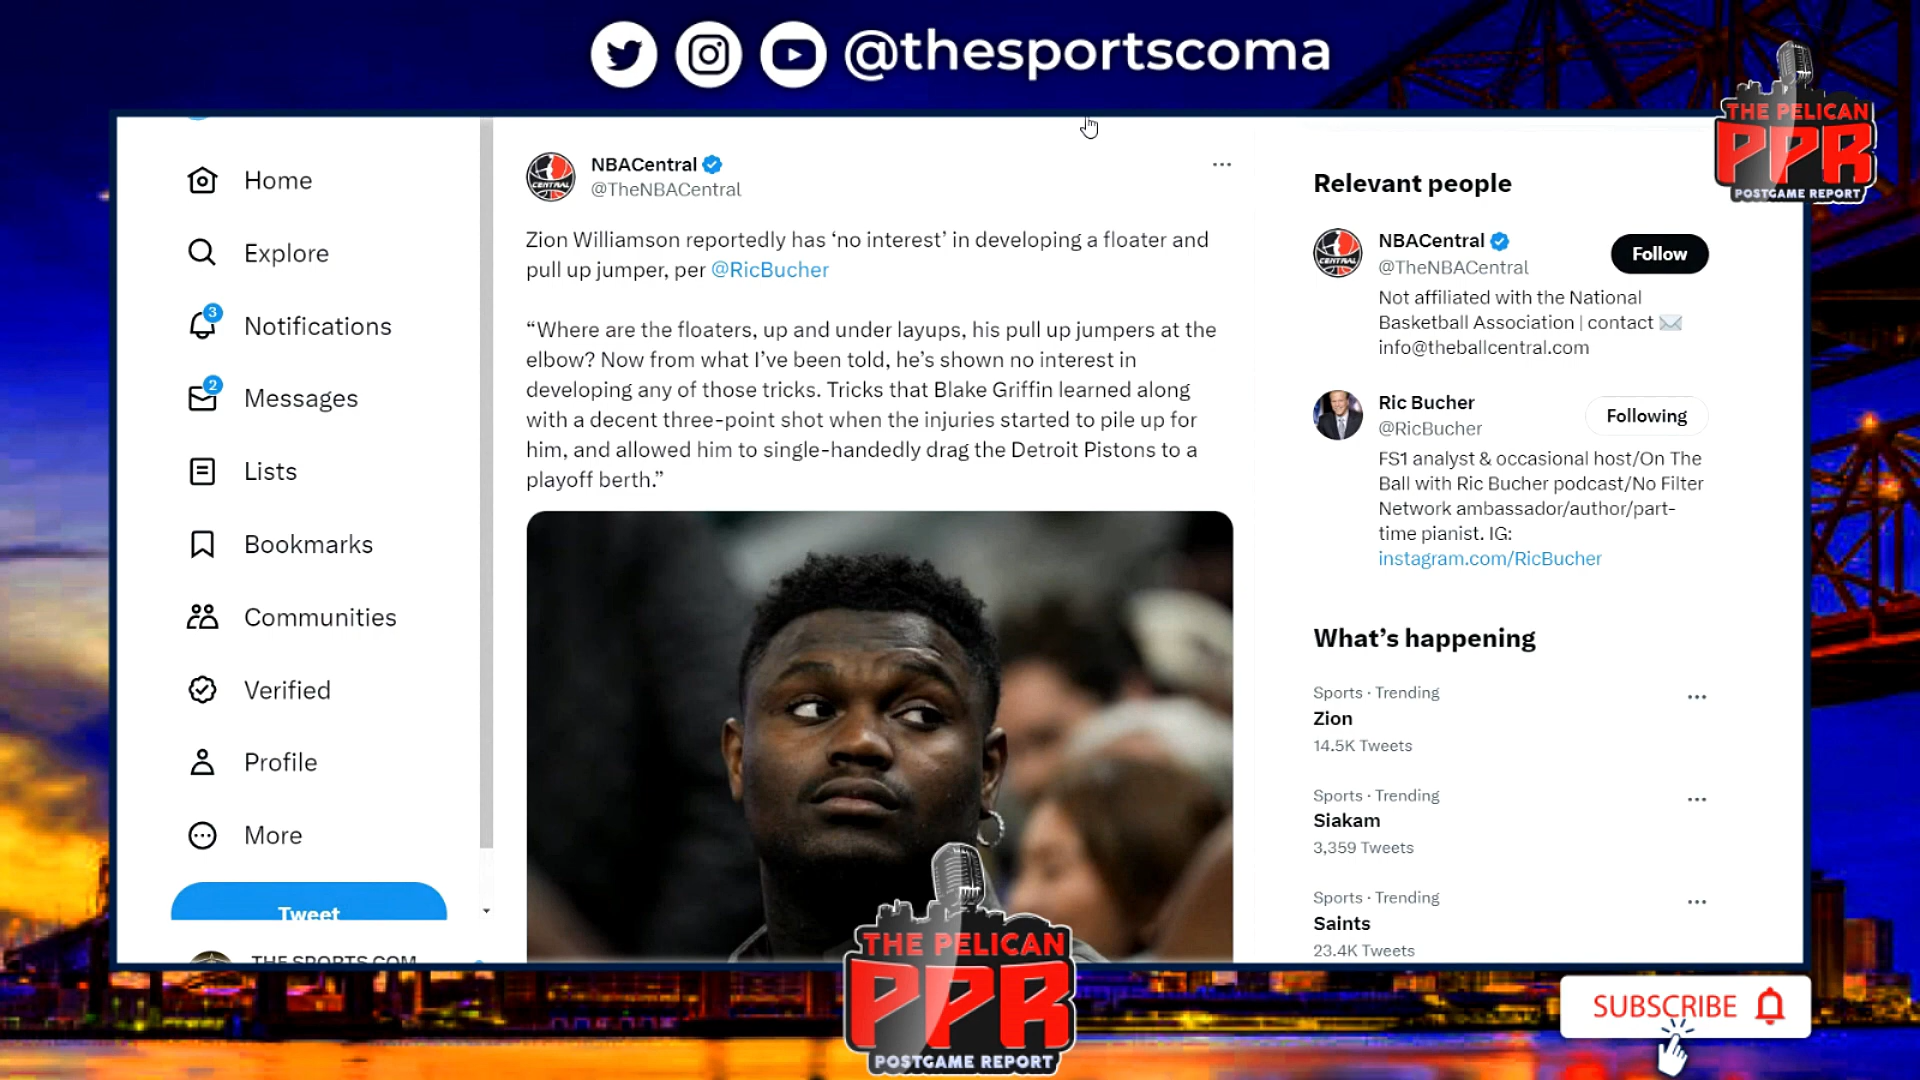 @thesportscoma
THE PELICAN
PPR
POSTGAME REPORT
Home
Explore
3
Notifications
2
Messages
Lists
Bookmarks
Communities
Verified
Profile
More
Tweet
THE SPORTS COM
NBACentral
@TheNBACentral
Zion Williamson reportedly has ‘no interest’ in developing a floater and
pull up jumper, per @RicBucher
“Where are the floaters, up and under layups, his pull up jumpers at the
elbow? Now from what I’ve been told, he’s shown no interest in
developing any of those tricks. Tricks that Blake Griffin learned along
with a decent three-point shot when the injuries started to pile up for
him, and allowed him to single-handedly drag the Detroit Pistons to a
playoff berth.”
CENTRAL
Relevant people
NBACentral
@TheNBACentral
Follow
Not affiliated with the National
Basketball Association | contact
info@theballcentral.com
CENTRAL
Ric Bucher
@RicBucher
Following
FS1 analyst & occasional host/On The
Ball with Ric Bucher podcast/No Filter
Network ambassador/author/part-
time pianist. IG:
instagram.com/RicBucher
What’s happening
Sports · Trending
Zion
14.5K Tweets
Sports · Trending
Siakam
3,359 Tweets
Sports · Trending
Saints
23.4K Tweets
THE PELICAN
PPR
POSTGAME REPORT
SUBSCRIBE